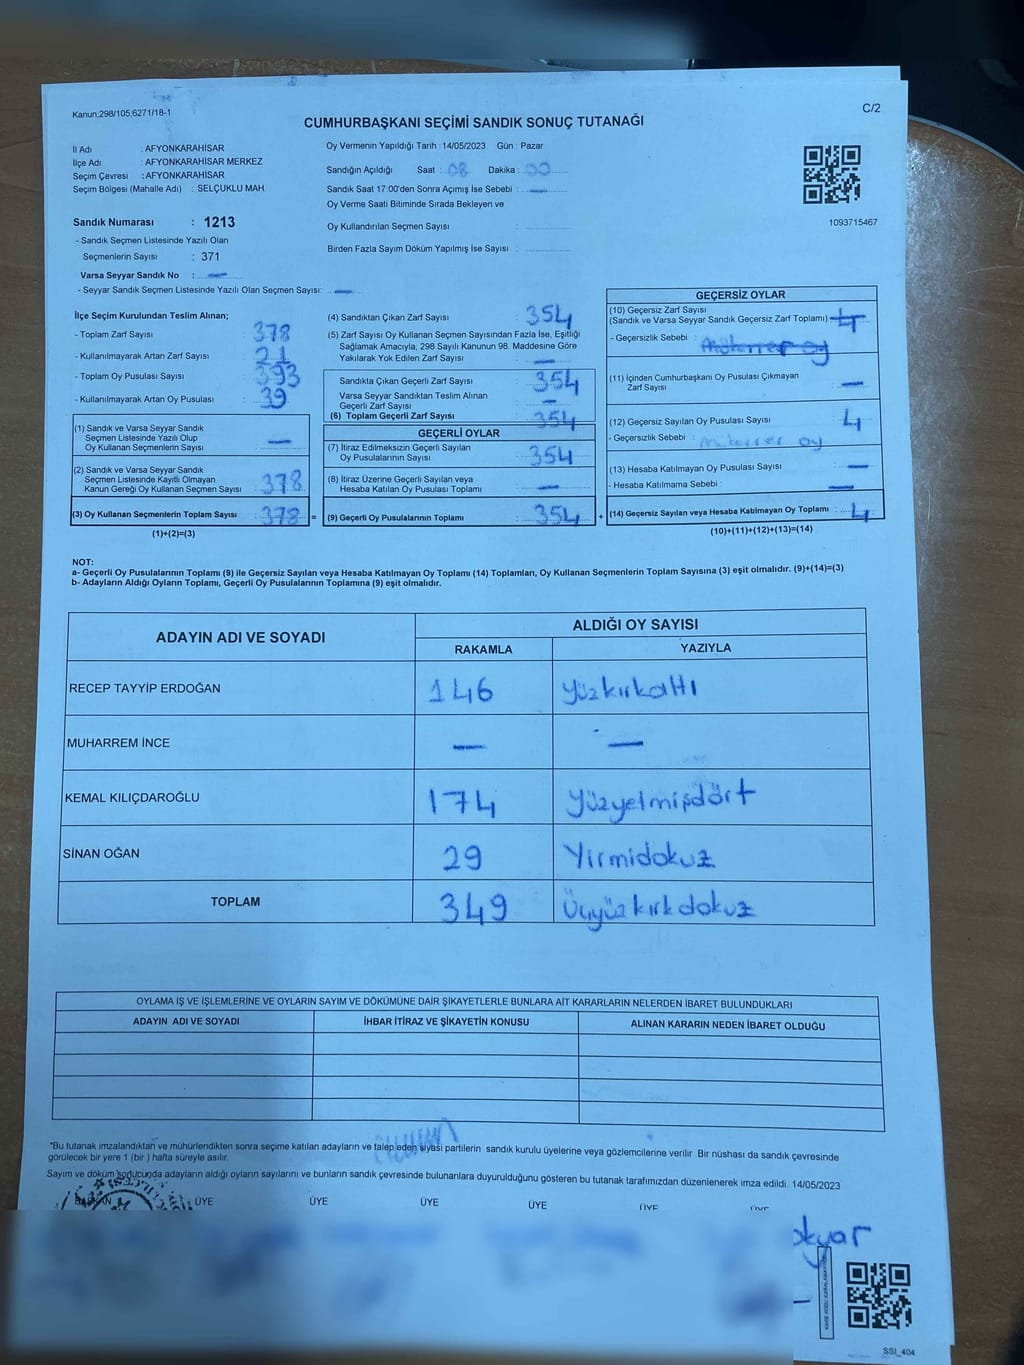 Kanun;298/105;6271/18-1
C/2
CUMHURBAŞKANI SEÇİMİ SANDIK SONUÇ TUTANAĞI
İl Adı : AFYONKARAHİSAR
İlçe Adı : AFYONKARAHİSAR MERKEZ
Seçim Çevresi : AFYONKARAHİSAR
Seçim Bölgesi (Mahalle Adı) : SELÇUKLU MAH.
Oy Vermenin Yapıldığı Tarih : 14/05/2023 Gün : Pazar
Sandığın Açıldığı Saat : 08 Dakika : 00
Sandık Saat 17:00'den Sonra Açımış İse Sebebi : —
Oy Verme Saati Bitiminde Sırada Bekleyen ve
Oy Kullandırılan Seçmen Sayısı :
Birden Fazla Sayım Döküm Yapılmış İse Sayısı :
1093715467
Sandık Numarası : 1213
- Sandık Seçmen Listesinde Yazılı Olan
Seçmenlerin Sayısı : 371
Varsa Seyyar Sandık No : —
- Seyyar Sandık Seçmen Listesinde Yazılı Olan Seçmen Sayısı: —
İlçe Seçim Kurulundan Teslim Alınan;
- Toplam Zarf Sayısı : 378
- Kullanılmayarak Artan Zarf Sayısı : 21
- Toplam Oy Pusulası Sayısı : 393
- Kullanılmayarak Artan Oy Pusulası : 39
(1) Sandık ve Varsa Seyyar Sandık
Seçmen Listesinde Yazılı Olup
Oy Kullanan Seçmenlerin Sayısı : —
(2) Sandık ve Varsa Seyyar Sandık
Seçmen Listesinde Kayıtlı Olmayan
Kanun Gereği Oy Kullanan Seçmen Sayısı : 378
(3) Oy Kullanan Seçmenlerin Toplam Sayısı : 378 =
(1)+(2)=(3)
(4) Sandıktan Çıkan Zarf Sayısı : 354
(5) Zarf Sayısı Oy Kullanan Seçmen Sayısından Fazla İse, Eşitliği
Sağlamak Amacıyla, 298 Sayılı Kanunun 98. Maddesine Göre
Yakılarak Yok Edilen Zarf Sayısı : —
Sandıkta Çıkan Geçerli Zarf Sayısı : 354
Varsa Seyyar Sandıktan Teslim Alınan
Geçerli Zarf Sayısı : —
(6) Toplam Geçerli Zarf Sayısı : 354
GEÇERLİ OYLAR
(7) İtiraz Edilmeksizin Geçerli Sayılan
Oy Pusulalarının Sayısı : 354
(8) İtiraz Üzerine Geçerli Sayılan veya
Hesaba Katılan Oy Pusulası Toplamı : —
(9) Geçerli Oy Pusulalarının Toplamı : 354 +
GEÇERSİZ OYLAR
(10) Geçersiz Zarf Sayısı
(Sandık ve Varsa Seyyar Sandık Geçersiz Zarf Toplamı) : 4
- Geçersizlik Sebebi : mükerrer oy
(11) İçinden Cumhurbaşkanı Oy Pusulası Çıkmayan
Zarf Sayısı : —
(12) Geçersiz Sayılan Oy Pusulası Sayısı : 4
- Geçersizlik Sebebi : mükerrer oy
(13) Hesaba Katılmayan Oy Pusulası Sayısı : —
- Hesaba Katılmama Sebebi : —
(14) Geçersiz Sayılan veya Hesaba Katılmayan Oy Toplamı : 4
(10)+(11)+(12)+(13)=(14)
NOT:
a- Geçerli Oy Pusulalarının Toplamı (9) ile Geçersiz Sayılan veya Hesaba Katılmayan Oy Toplamı (14) Toplamları, Oy Kullanan Seçmenlerin Toplam Sayısına (3) eşit olmalıdır. (9)+(14)=(3)
b- Adayların Aldığı Oyların Toplamı, Geçerli Oy Pusulalarının Toplamına (9) eşit olmalıdır.
ADAYIN ADI VE SOYADI
ALDIĞI OY SAYISI
RAKAMLA YAZIYLA
RECEP TAYYİP ERDOĞAN 146 yüzkırkaltı
MUHARREM İNCE — —
KEMAL KILIÇDAROĞLU 174 yüzyetmişdört
SİNAN OĞAN 29 Yirmidokuz
TOPLAM 349 Üçyüzkırkdokuz
OYLAMA İŞ VE İŞLEMLERİNE VE OYLARIN SAYIM VE DÖKÜMÜNE DAİR ŞİKAYETLERLE BUNLARA AİT KARARLARIN NELERDEN İBARET BULUNDUKLARI
ADAYIN ADI VE SOYADI İHBAR İTİRAZ VE ŞİKAYETİN KONUSU ALINAN KARARIN NEDEN İBARET OLDUĞU
*Bu tutanak imzalandıktan ve mühürlendikten sonra seçime katılan adayların ve talep eden siyasi partilerin sandık kurulu üyelerine veya gözlemcilerine verilir .Bir nüshası da sandık çevresinde
görülecek bir yere 1 (bir ) hafta süreyle asılır.
Sayım ve döküm sonucunda adayların aldığı oyların sayılarını ve bunların sandık çevresinde bulunanlara duyurulduğunu gösteren bu tutanak tarafımızdan düzenlenerek imza edildi. 14/05/2023
BAŞKAN ÜYE ÜYE ÜYE ÜYE ÜYE ÜYE
okyar
SSI_404